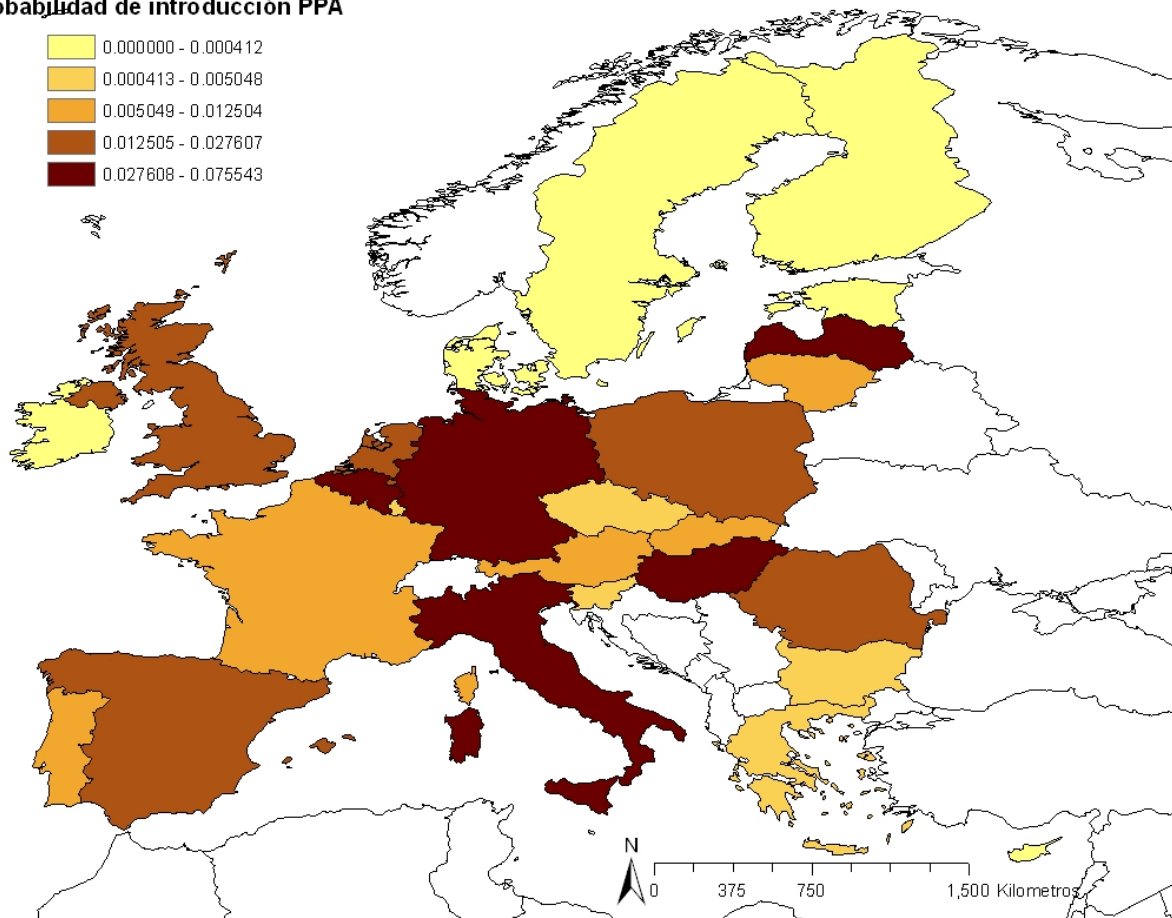 obabilidad de introducción PPA
0.000000 - 0.000412
0.000413 - 0.005048
0.005049 - 0.012504
0.012505 - 0.027607
0.027608 - 0.075543
N
0 375 750 1,500 Kilometros